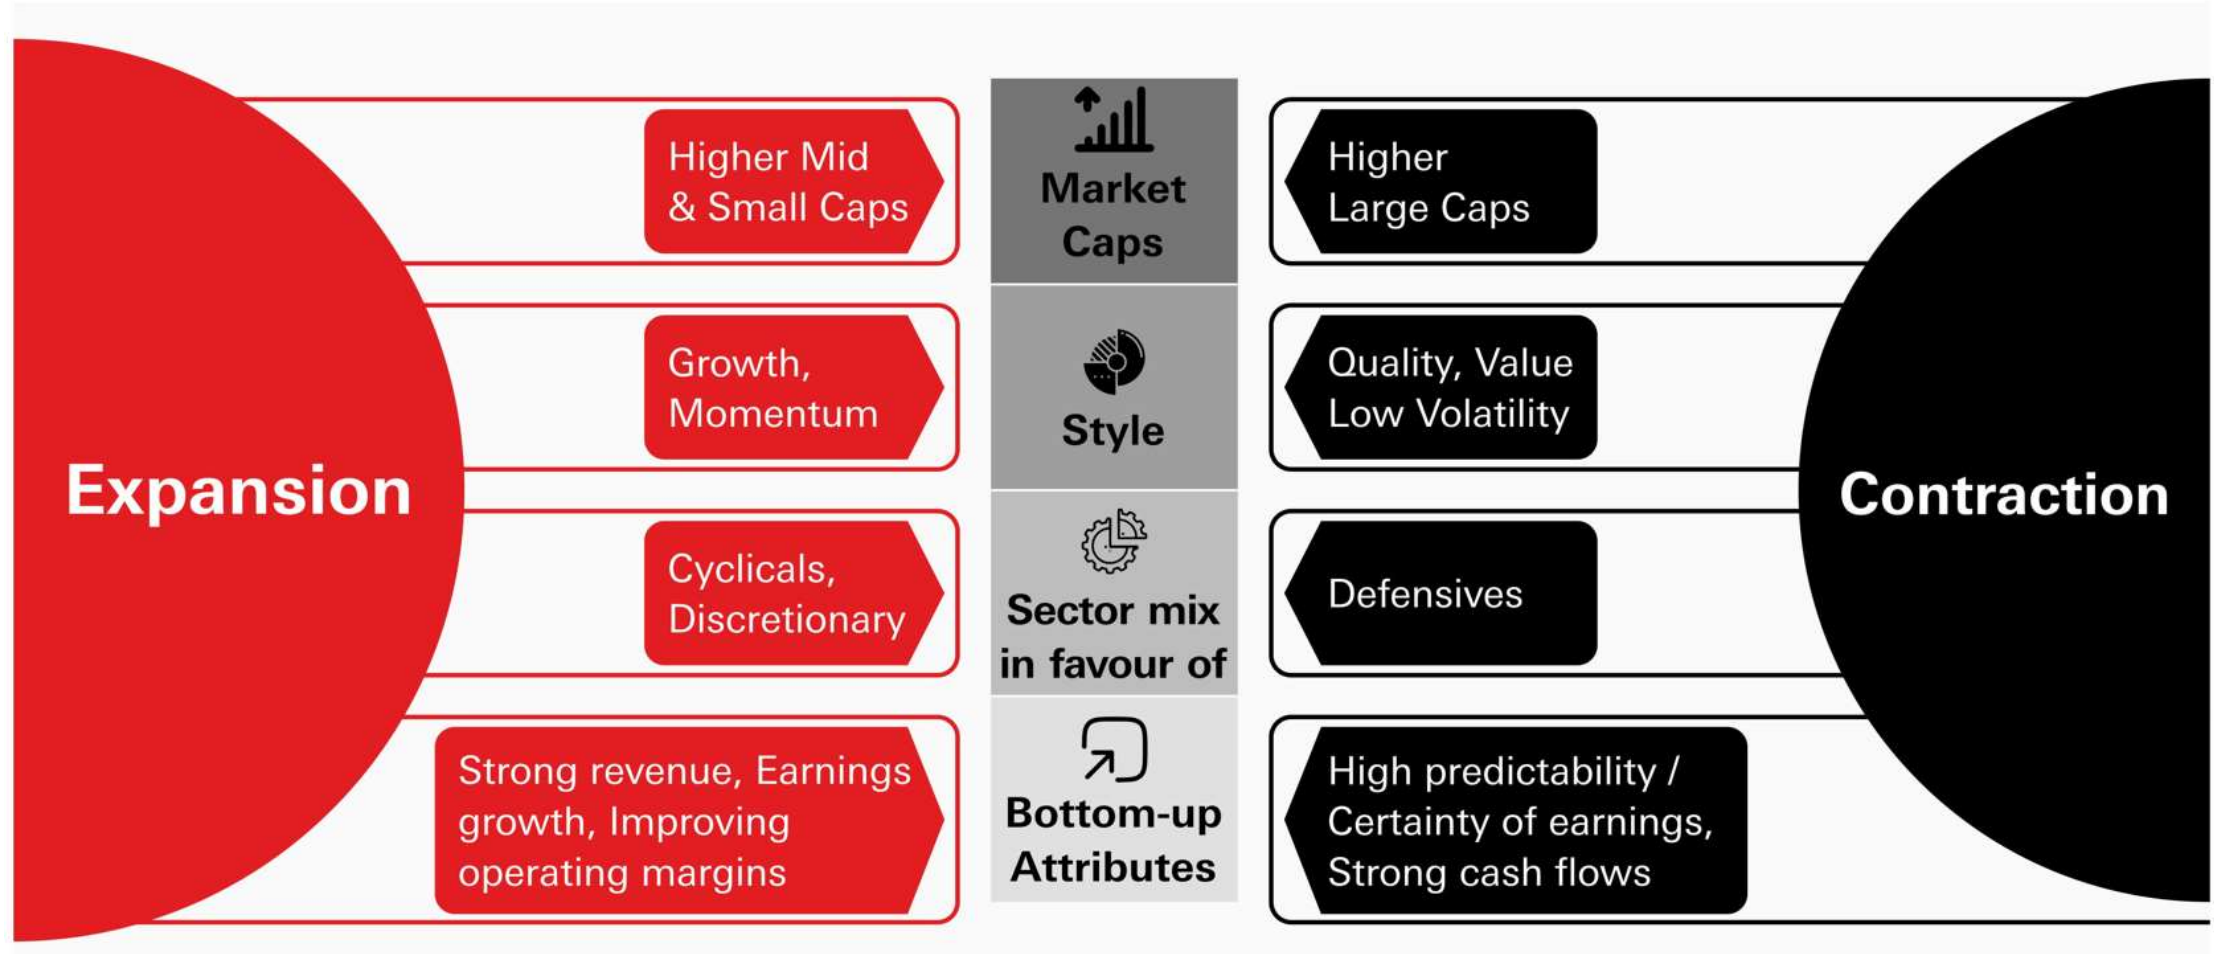 Expansion
Higher Mid
& Small Caps
Market
Caps
Higher
Large Caps
Growth,
Momentum
Style
Quality, Value
Low Volatility
Cyclicals,
Discretionary
Sector mix
in favour of
Defensives
Strong revenue, Earnings
growth, Improving
operating margins
Bottom-up
Attributes
High predictability /
Certainty of earnings,
Strong cash flows
Contraction